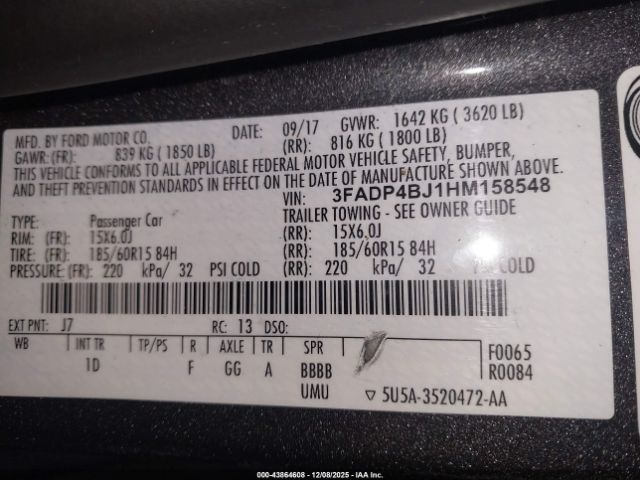 MFD. BY FORD MOTOR CO. DATE: 09/17 GVWR: 1642 KG ( 3620 LB)
GAWR: (FR): 839 KG ( 1850 LB) (RR): 816 KG ( 1800 LB)
THIS VEHICLE CONFORMS TO ALL APPLICABLE FEDERAL MOTOR VEHICLE SAFETY, BUMPER,
AND THEFT PREVENTION STANDARDS IN EFFECT ON THE DATE OF MANUFACTURE SHOWN ABOVE.
VIN: 3FADP4BJ1HM158548
TYPE: Passenger Car TRAILER TOWING - SEE OWNER GUIDE
RIM: (FR): 15X6.0J (RR): 15X6.0J
TIRE: (FR): 185/60R15 84H (RR): 185/60R15 84H
PRESSURE: (FR): 220 kPa/ 32 PSI COLD (RR): 220 kPa/ 32 PSI COLD
EXT PNT: J7 RC: 13 DSO:
WB INT TR TP/PS R AXLE TR SPR F0065
1D F GG A BBBB R0084
UMU ▽ 5U5A-3520472-AA
000-43864608 - 12/08/2025 - IAA Inc.